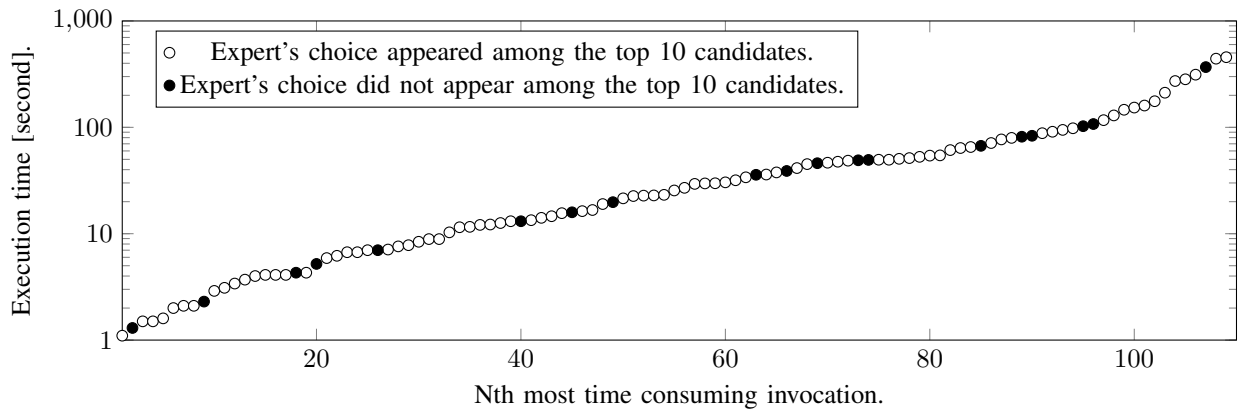 1,000
Expert's choice appeared among the top 10 candidates.
Expert's choice did not appear among the top 10 candidates.
100
10
1
Execution time [second].
20 40 60 80 100
Nth most time consuming invocation.